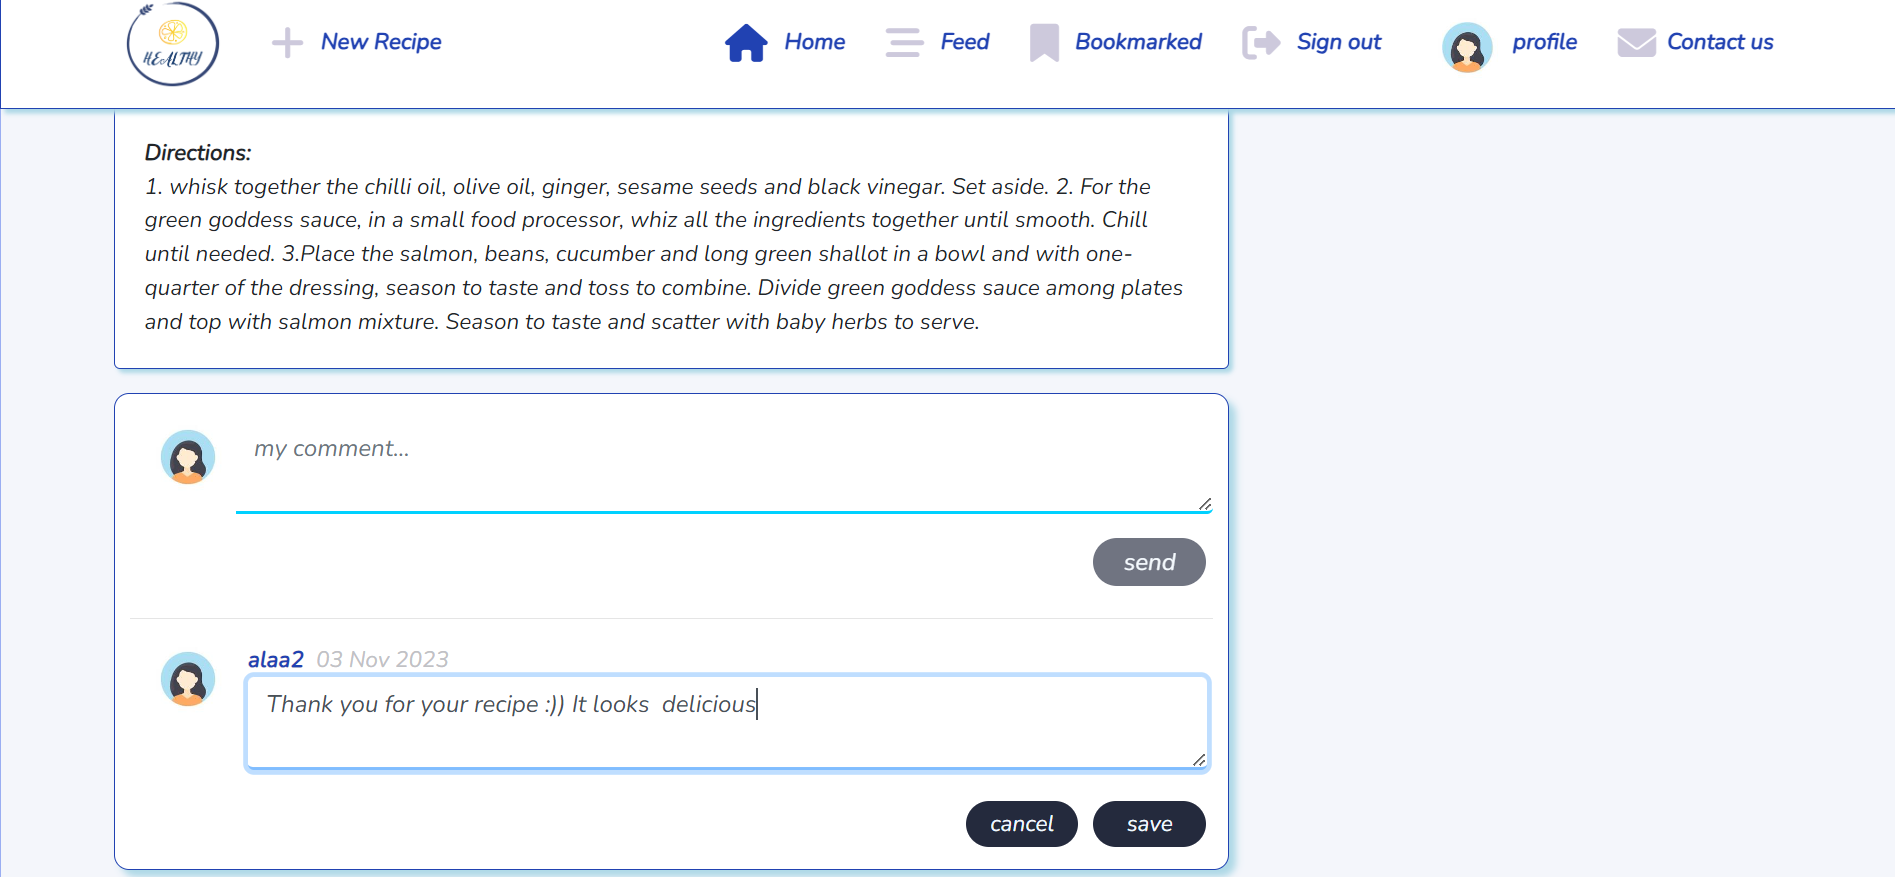 HEALTHY
New Recipe
Home
Feed
Bookmarked
Sign out
profile
Contact us
Directions:
1. whisk together the chilli oil, olive oil, ginger, sesame seeds and black vinegar. Set aside. 2. For the
green goddess sauce, in a small food processor, whiz all the ingredients together until smooth. Chill
until needed. 3.Place the salmon, beans, cucumber and long green shallot in a bowl and with one-
quarter of the dressing, season to taste and toss to combine. Divide green goddess sauce among plates
and top with salmon mixture. Season to taste and scatter with baby herbs to serve.
my comment...
send
alaa2 03 Nov 2023
Thank you for your recipe :)) It looks  delicious
cancel
save